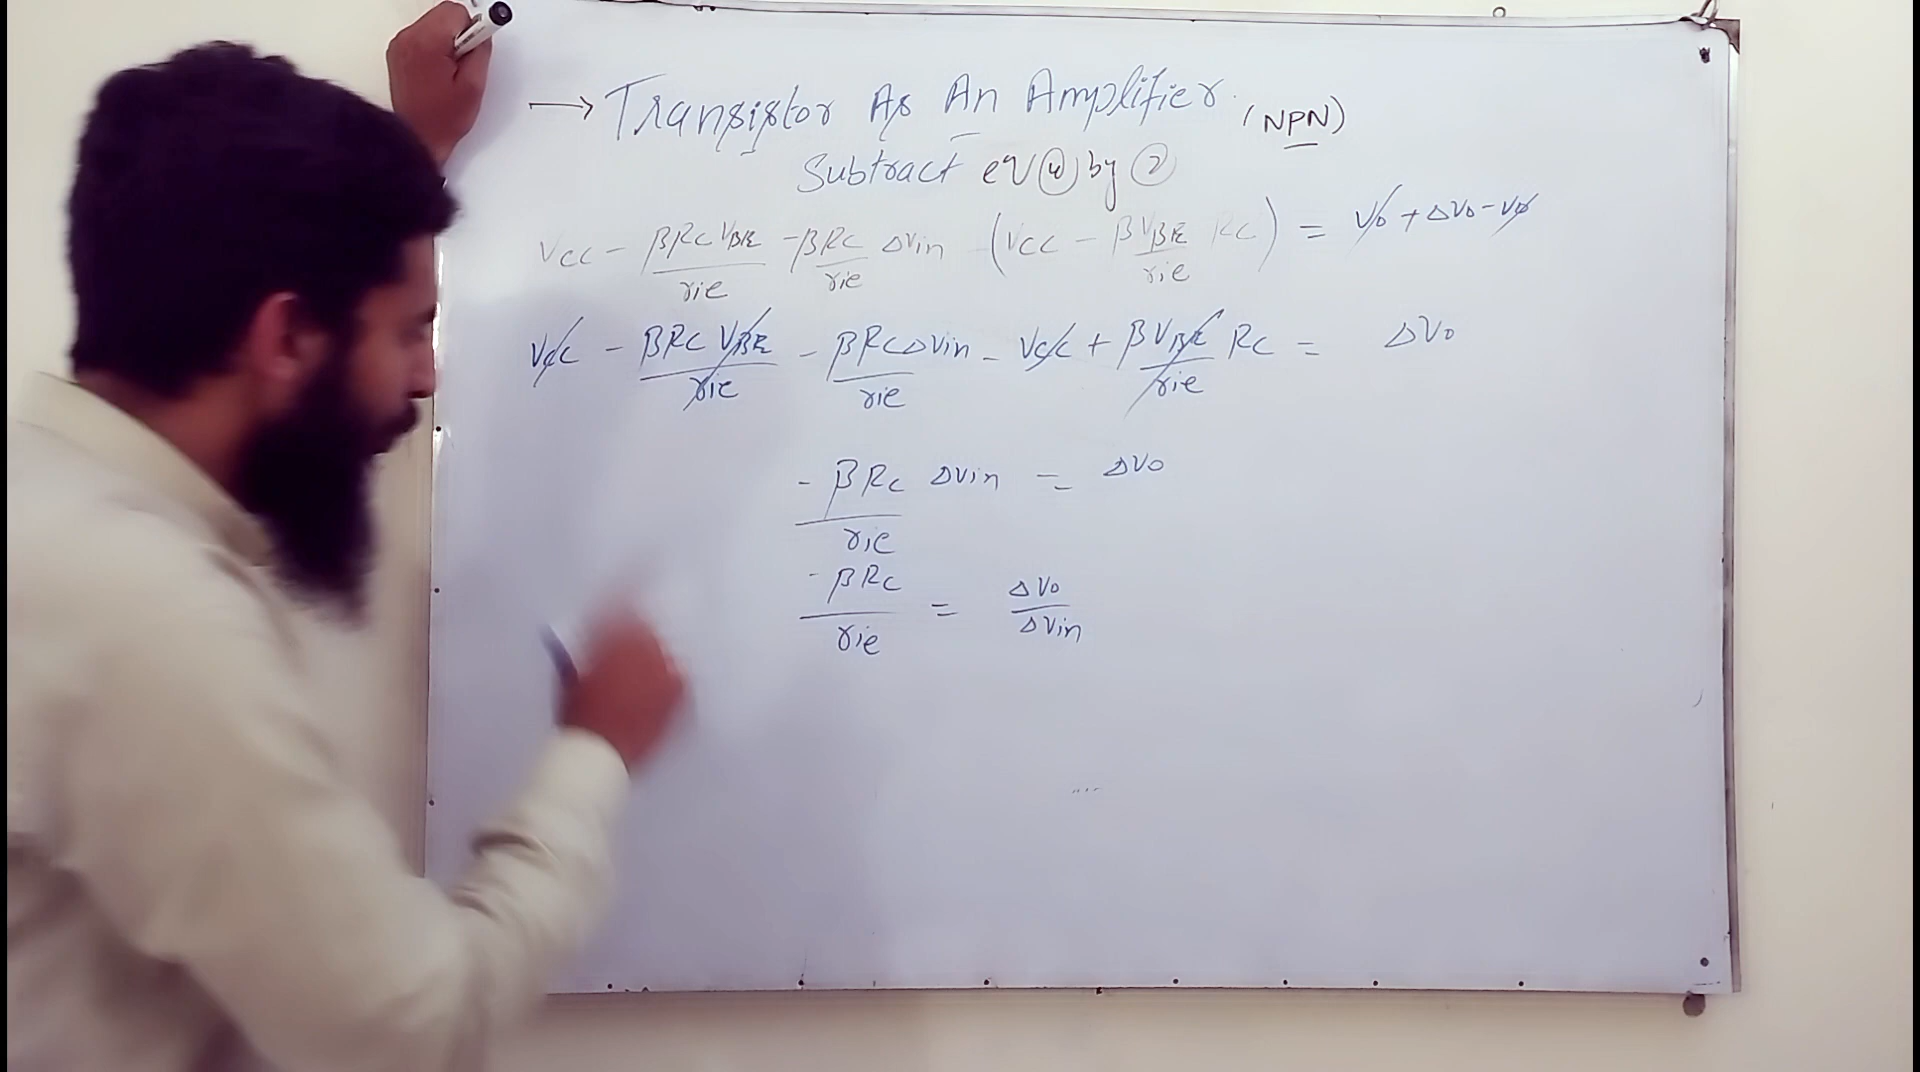 → Transistor As An Amplifier. (NPN)
Subtract eq (4) by (2)
Vcc - βRc VBE/rie - βRc/rie ΔVin - (Vcc - βVBE/rie Rc) = Vo + ΔVo - Vo
Vcc - βRc VBE/rie - βRcΔVin/rie - Vcc + βVBE/rie Rc = ΔVo
- βRc/rie ΔVin = ΔVo
- βRc/rie = ΔVo/ΔVin